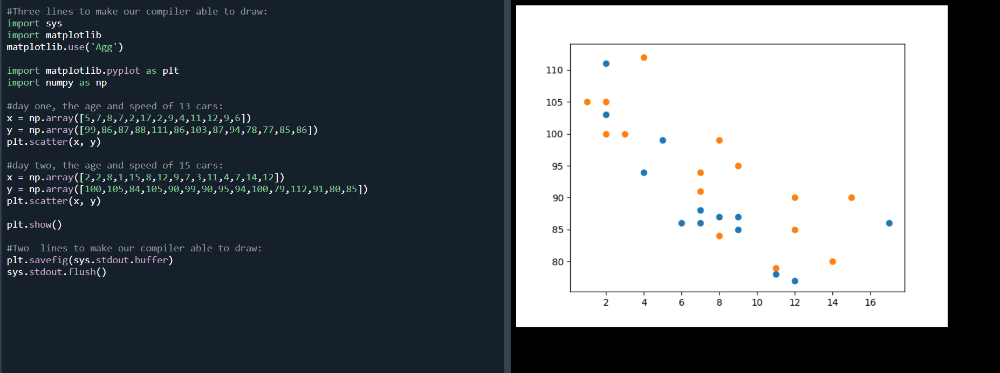 #Three lines to make our compiler able to draw:
import sys
import matplotlib
matplotlib.use('Agg')
import matplotlib.pyplot as plt
import numpy as np
#day one, the age and speed of 13 cars:
x = np.array([5,7,8,7,2,17,2,9,4,11,12,9,6])
y = np.array([99,86,87,88,111,86,103,87,94,78,77,85,86])
plt.scatter(x, y)
#day two, the age and speed of 15 cars:
x = np.array([2,2,8,1,15,8,12,9,7,3,11,4,7,14,12])
y = np.array([100,105,84,105,90,99,90,95,94,100,79,112,91,80,85])
plt.scatter(x, y)
plt.show()
#Two  lines to make our compiler able to draw:
plt.savefig(sys.stdout.buffer)
sys.stdout.flush()
110
105
100
95
90
85
80
2 4 6 8 10 12 14 16